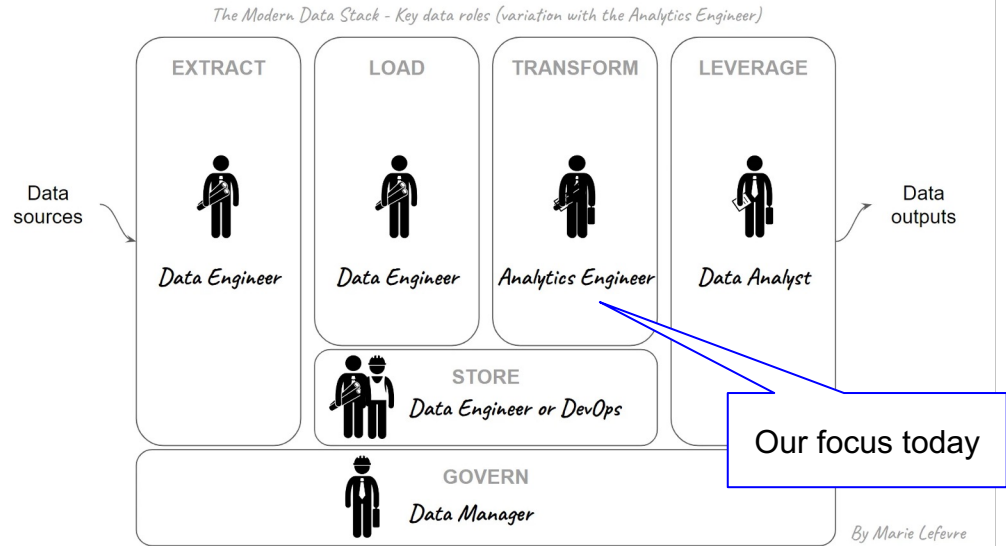 The Modern Data Stack - Key data roles (variation with the Analytics Engineer)
EXTRACT
LOAD
TRANSFORM
LEVERAGE
Data
sources
Data
outputs
Data Engineer
Data Engineer
Analytics Engineer
Data Analyst
STORE
Data Engineer or DevOps
Our focus today
GOVERN
Data Manager
By Marie Lefevre